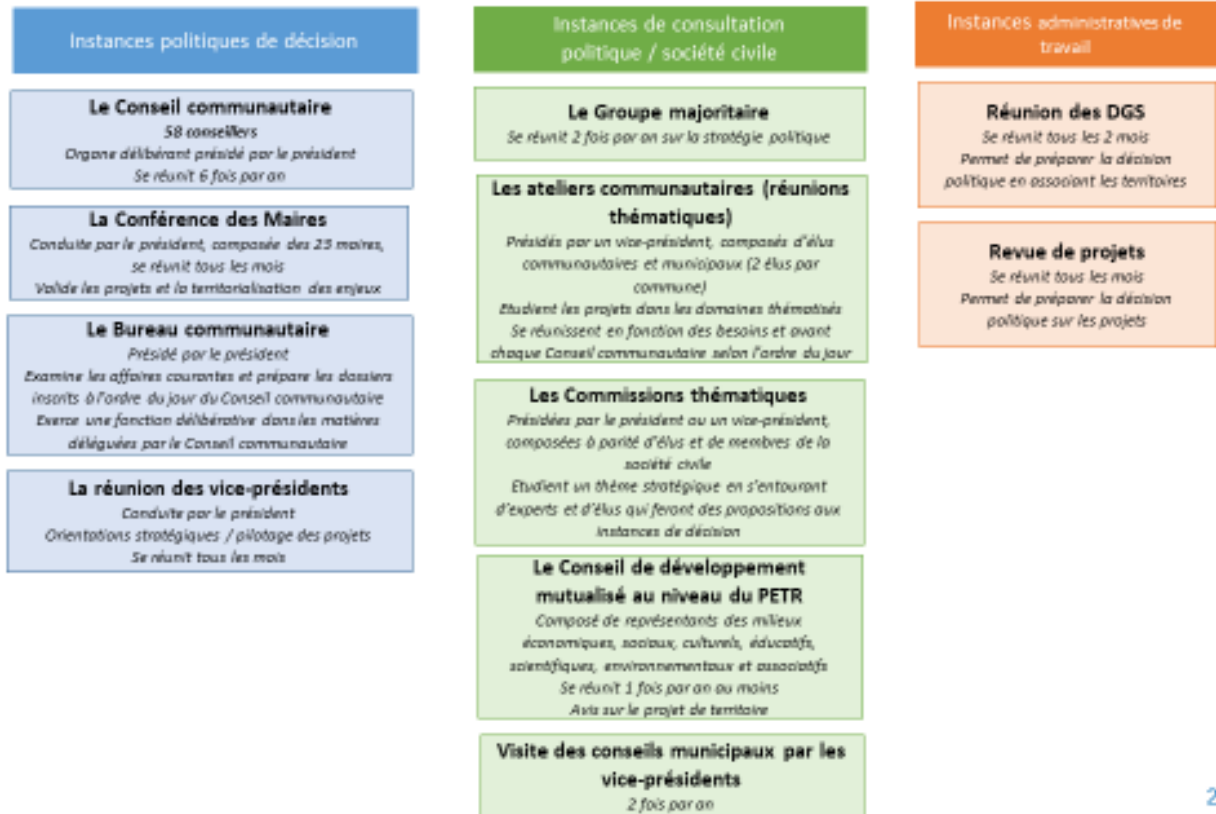 Instances politiques de décision
Le Conseil communautaire
58 conseillers
Organe délibérant présidé par le président
Se réunit 6 fois par an
La Conférence des Maires
Conduite par le président, composée des 23 maires,
se réunit tous les mois
Valide les projets et la territorialisation des enjeux
Le Bureau communautaire
Présidé par le président
Examine les affaires courantes et prépare les dossiers
inscrits à l'ordre du jour du Conseil communautaire
Exerce une fonction délibérative dans les matières
déléguées par le Conseil communautaire
La réunion des vice-présidents
Conduite par le président
Orientations stratégiques / pilotage des projets
Se réunit tous les mois
Instances de consultation
politique / société civile
Le Groupe majoritaire
Se réunit 2 fois par an sur la stratégie politique
Les ateliers communautaires (réunions
thématiques)
Présidés par un vice-président, composés d'élus
communautaires et municipaux (2 élus par
commune)
Etudient les projets dans les domaines thématisés
Se réunissent en fonction des besoins et avant
chaque Conseil communautaire selon l'ordre du jour
Les Commissions thématiques
Présidées par le président ou un vice-président,
composées à parité d'élus et de membres de la
société civile
Etudient un thème stratégique en s'entourant
d'experts et d'élus qui feront des propositions aux
instances de décision
Le Conseil de développement
mutualisé au niveau du PETR
Composé de représentants des milieux
économiques, sociaux, culturels, éducatifs,
scientifiques, environnementaux et associatifs
Se réunit 1 fois par an au moins
Avis sur le projet de territoire
Visite des conseils municipaux par les
vice-présidents
2 fois par an
Instances administratives de
travail
Réunion des DGS
Se réunit tous les 2 mois
Permet de préparer la décision
politique en associant les territoires
Revue de projets
Se réunit tous les mois
Permet de préparer la décision
politique sur les projets
2